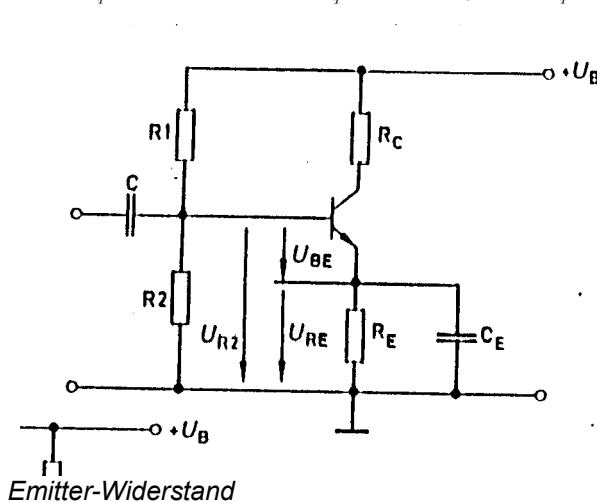 +U_B
R1
R_C
C
U_BE
R2
U_R2
U_RE
R_E
C_E
+U_B
Emitter-Widerstand